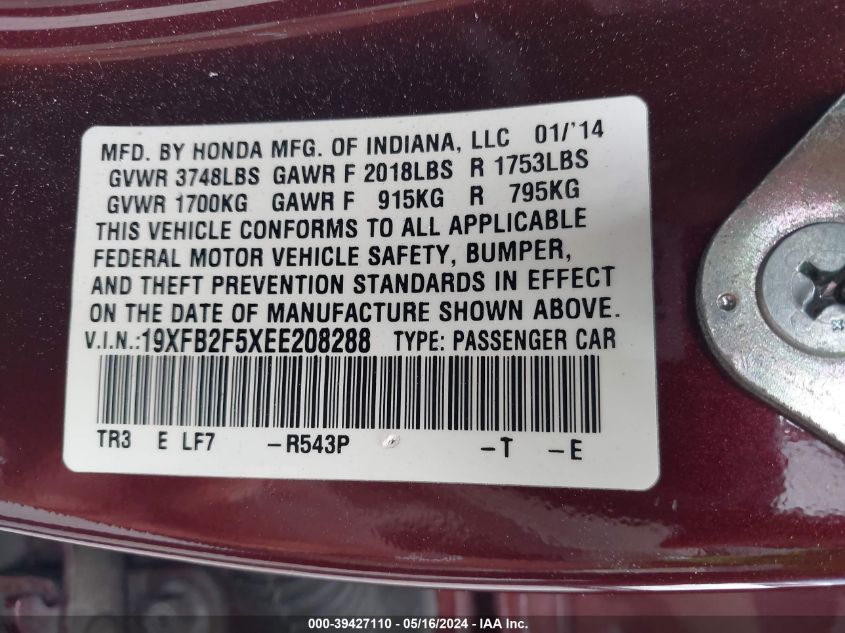 MFD. BY HONDA MFG. OF INDIANA, LLC 01/'14
GVWR 3748LBS GAWR F 2018LBS R 1753LBS
GVWR 1700KG GAWR F 915KG R 795KG
THIS VEHICLE CONFORMS TO ALL APPLICABLE
FEDERAL MOTOR VEHICLE SAFETY, BUMPER,
AND THEFT PREVENTION STANDARDS IN EFFECT
ON THE DATE OF MANUFACTURE SHOWN ABOVE.
V.I.N.:19XFB2F5XEE208288 TYPE: PASSENGER CAR
TR3 E LF7 -R543P -T -E
000-39427110 / 05/16/2024 - IAA Inc.